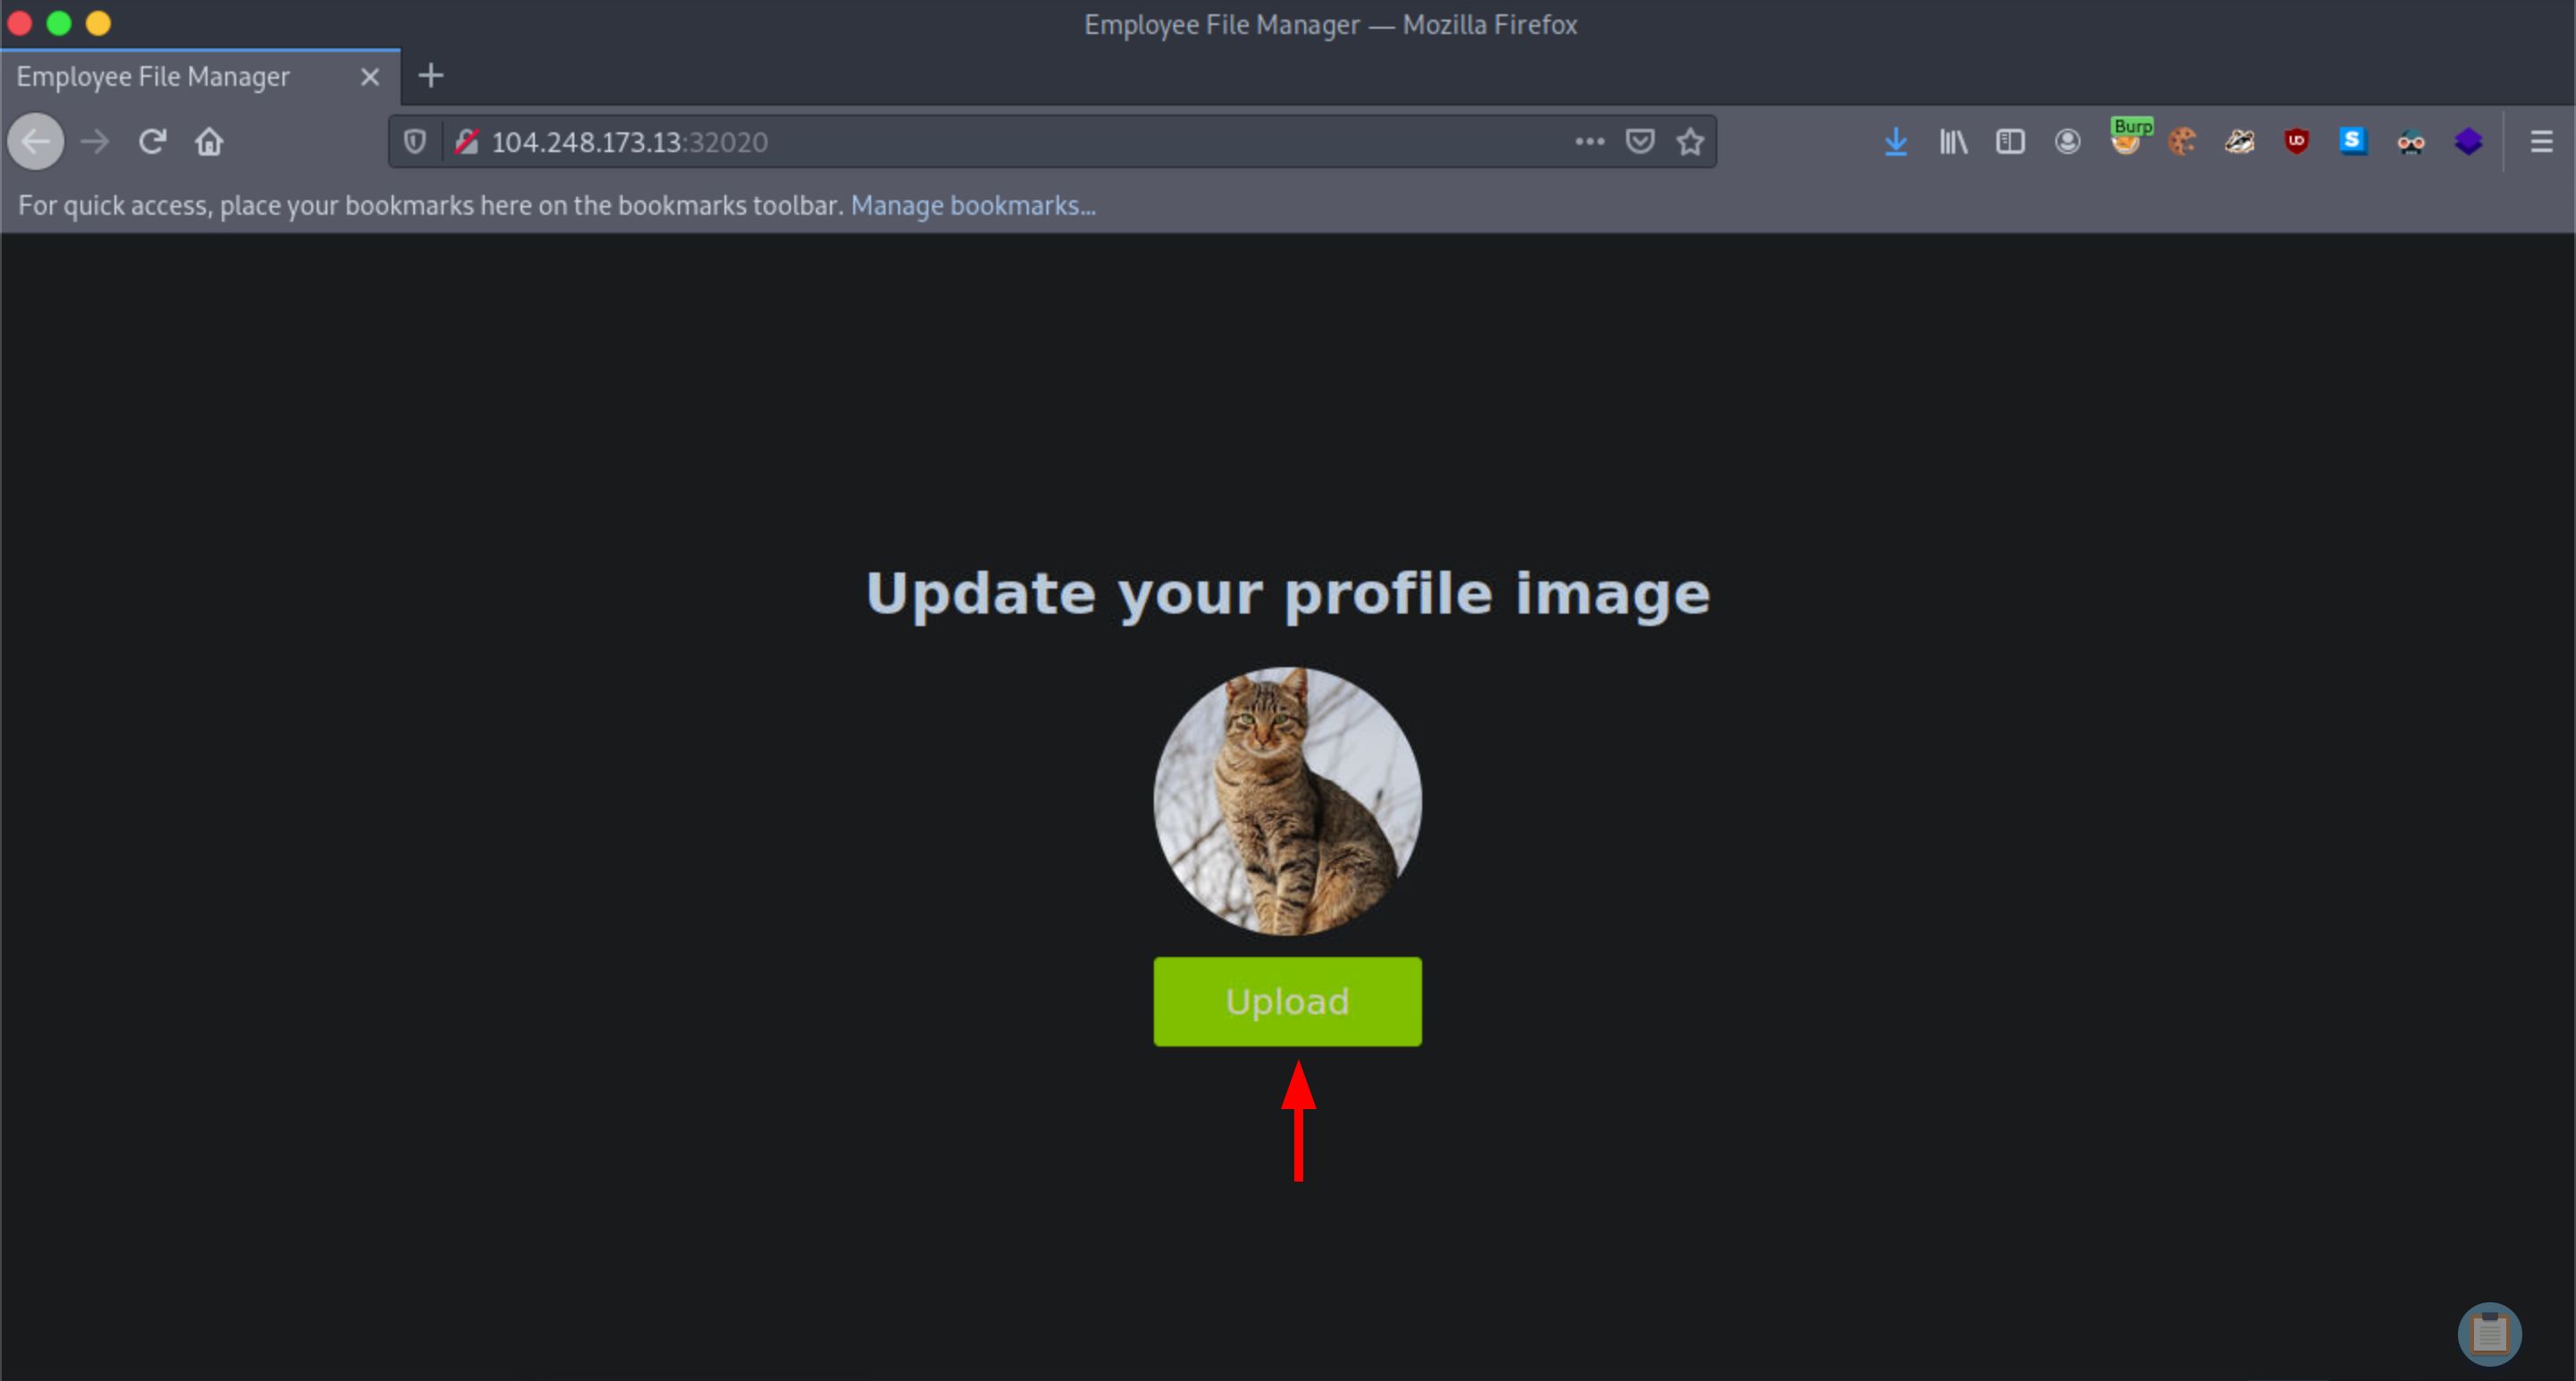 Employee File Manager — Mozilla Firefox
Employee File Manager
104.248.173.13:32020
Burp
UD
S
For quick access, place your bookmarks here on the bookmarks toolbar. Manage bookmarks...
Update your profile image
Upload